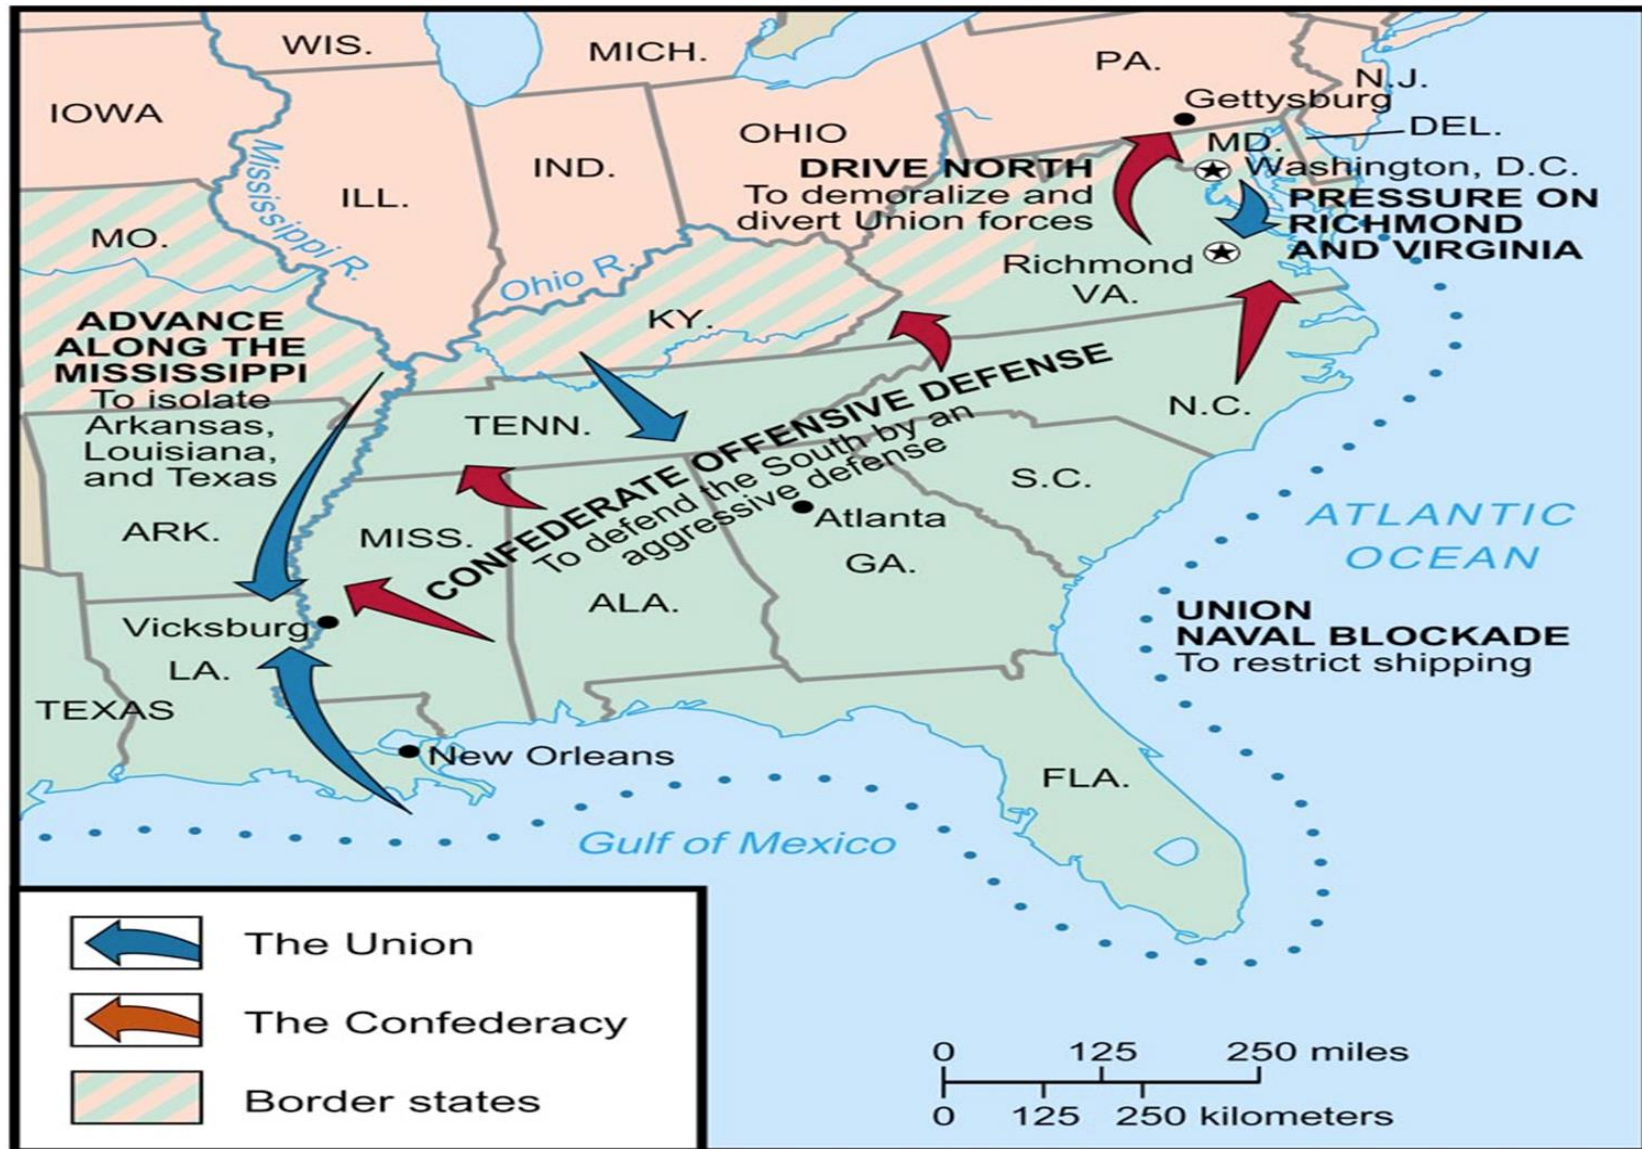 WIS.
MICH.
PA.
N.J.
IOWA
Gettysburg
OHIO
DEL.
MD.
IND.
Washington, D.C.
ILL.
Mississippi R.
DRIVE NORTH
To demoralize and
divert Union forces
PRESSURE ON
RICHMOND
AND VIRGINIA
MO.
Ohio R.
Richmond
VA.
KY.
ADVANCE
ALONG THE
MISSISSIPPI
To isolate
Arkansas,
Louisiana,
and Texas
TENN.
N.C.
CONFEDERATE OFFENSIVE DEFENSE
To defend the South by an
aggressive defense
S.C.
ARK.
MISS.
Atlanta
GA.
ALA.
ATLANTIC
OCEAN
UNION
NAVAL BLOCKADE
To restrict shipping
Vicksburg
LA.
TEXAS
New Orleans
FLA.
Gulf of Mexico
The Union
The Confederacy
Border states
0 125 250 miles
0 125 250 kilometers